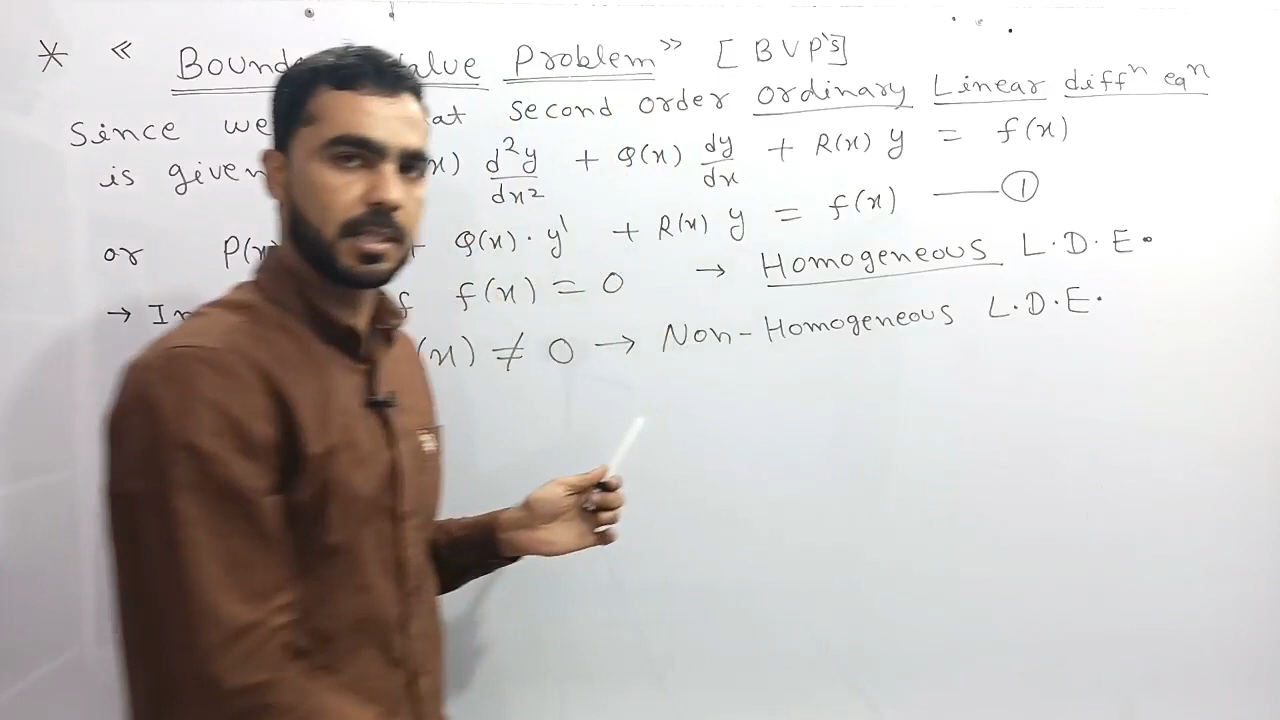 * « Bound alue Problem » [ B V P's]
Since we at second order ordinary Linear diffⁿ eqⁿ
is given x) d²y/dx² + Q(x) dy/dx + R(x) y = f(x)
or P(x + Q(x)·y' + R(x) y = f(x) —— ①
→ In f f(x) = 0 → Homogeneous L.D.E.
(x) ≠ 0 → Non-Homogeneous L.D.E.